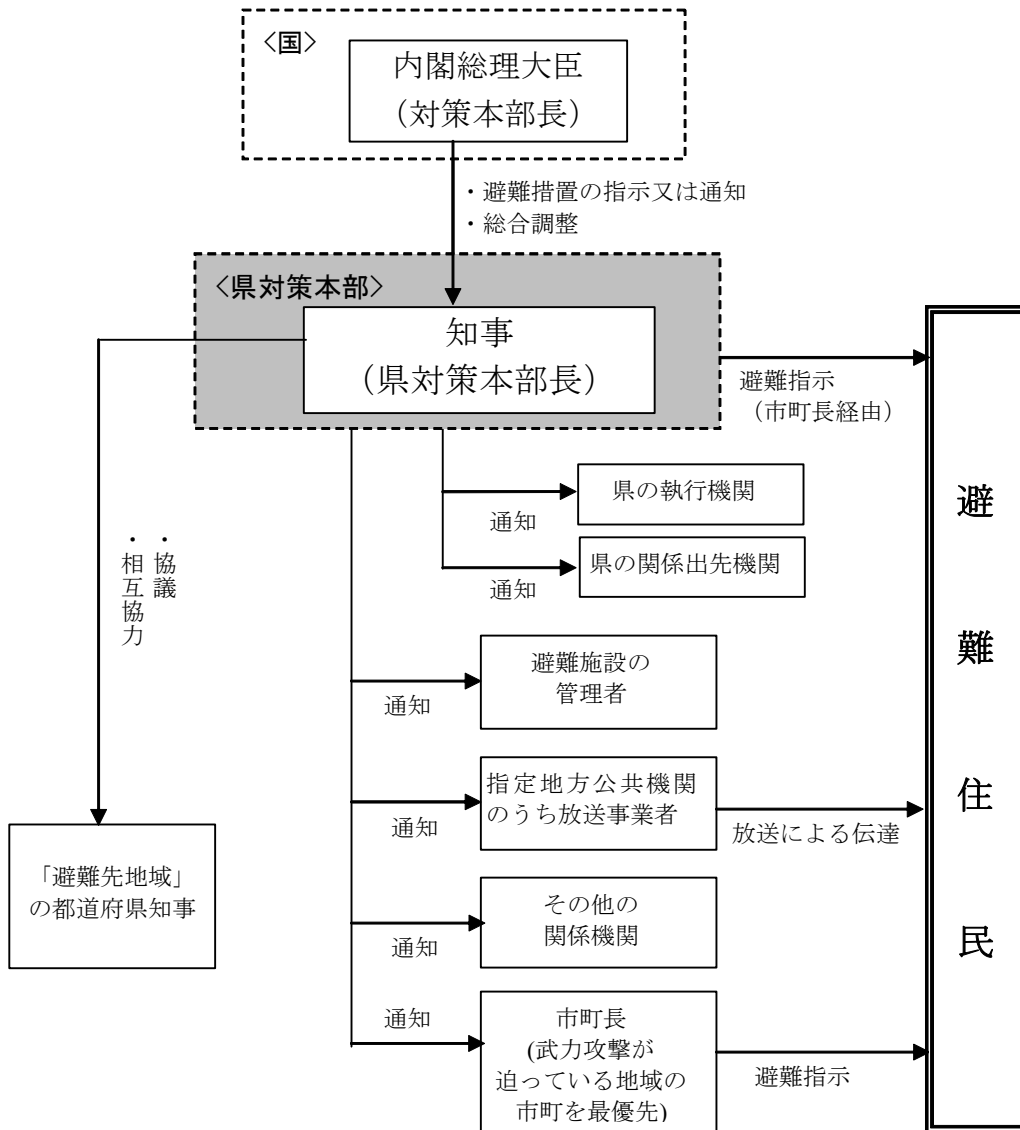 〈国〉
内閣総理大臣
（対策本部長）
・避難措置の指示又は通知
・総合調整
〈県対策本部〉
知事
（県対策本部長）
避難指示
（市町長経由）
・協議
・相互協力
県の執行機関
通知
県の関係出先機関
通知
避難施設の
管理者
通知
指定地方公共機関
のうち放送事業者
通知
放送による伝達
「避難先地域」
の都道府県知事
その他の
関係機関
通知
通知
市町長
(武力攻撃が
迫っている地域の
市町を最優先)
避難指示
避難住民